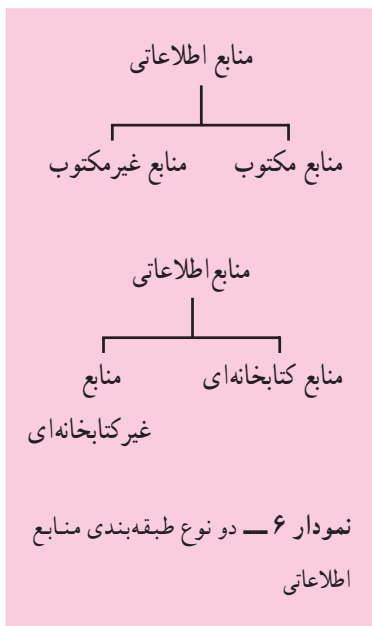 منابع اطلاعاتی
منابع مکتوب منابع غیرمکتوب
منابع اطلاعاتی
منابع کتابخانه‌ای منابع
غیرکتابخانه‌ای
نمودار ۶ ــ دو نوع طبقه‌بندی منابع
اطلاعاتی